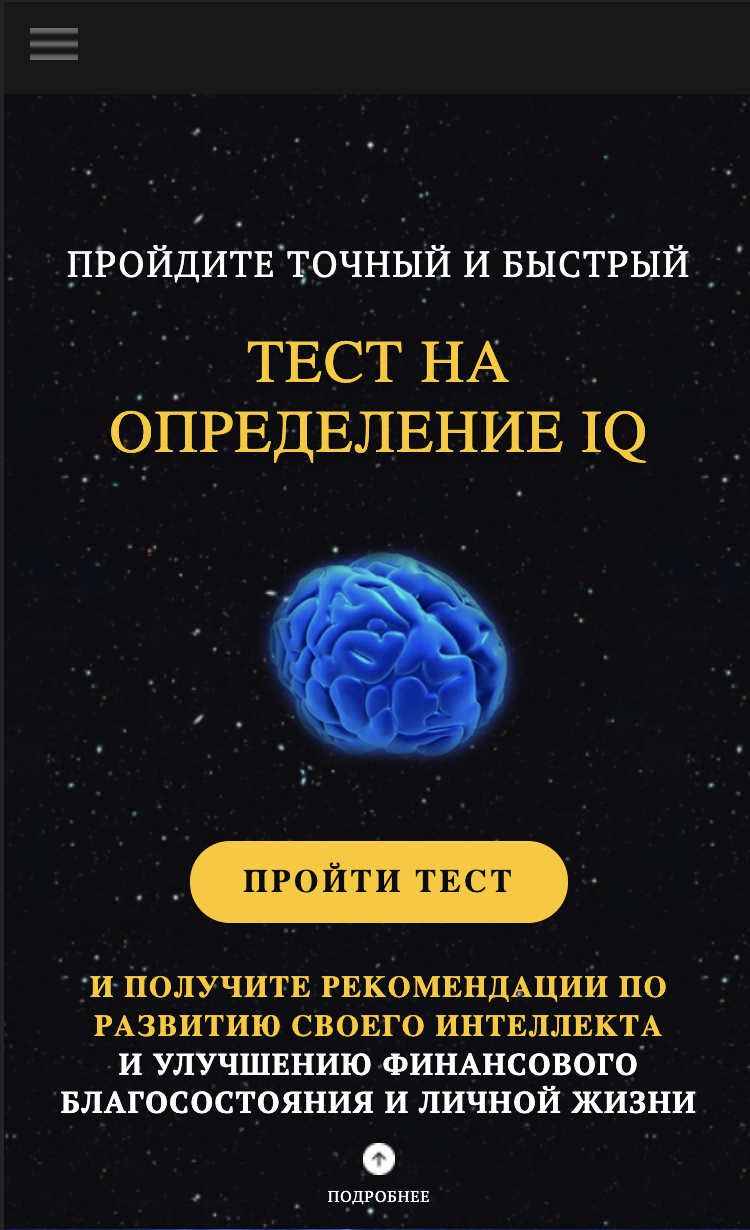 ПРОЙДИТЕ ТОЧНЫЙ И БЫСТРЫЙ
ТЕСТ НА
ОПРЕДЕЛЕНИЕ IQ
ПРОЙТИ ТЕСТ
И ПОЛУЧИТЕ РЕКОМЕНДАЦИИ ПО
РАЗВИТИЮ СВОЕГО ИНТЕЛЛЕКТА
И УЛУЧШЕНИЮ ФИНАНСОВОГО
БЛАГОСОСТОЯНИЯ И ЛИЧНОЙ ЖИЗНИ
ПОДРОБНЕЕ